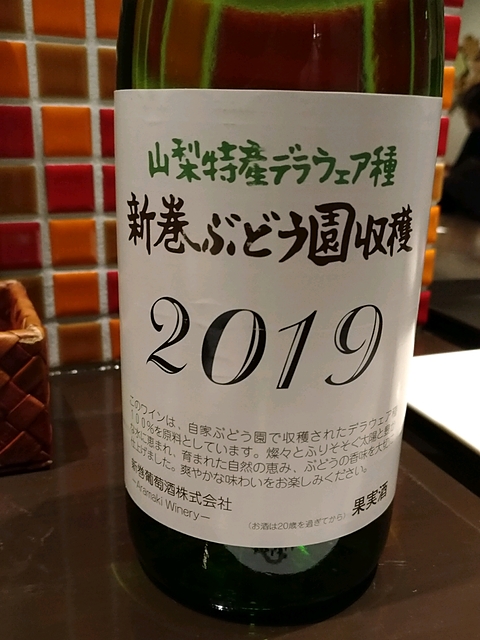 山梨特産デラウェア種
新巻ぶどう園収穫
2019
このワインは、自家ぶどう園で収穫されたデラウェア種
100%を原料としています。燦々とふりそそぐ太陽と
に恵まれ、育まれた自然の恵み、ぶどうの香味を大切に
仕上げました。爽やかな味わいをお楽しみください。
新巻葡萄酒株式会社
—Aramaki Winery—
(お酒は20歳を過ぎてから)
果実酒